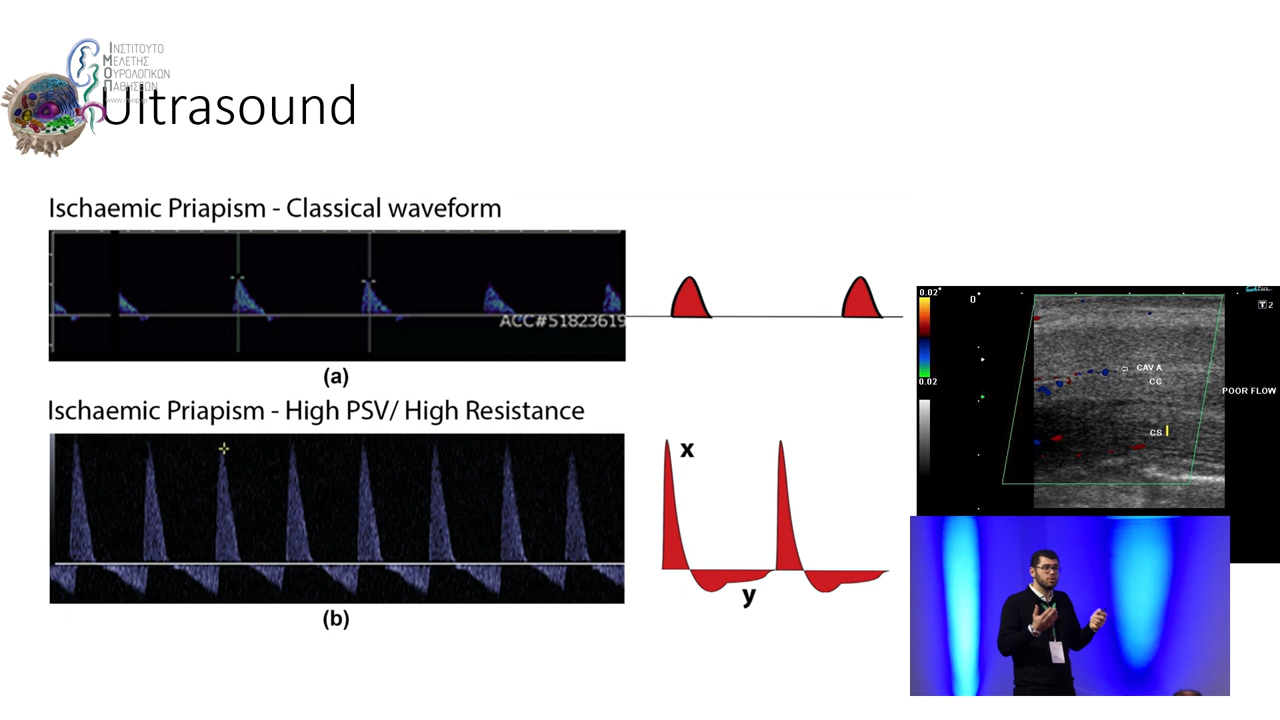 ΙΝΣΤΙΤΟΥΤΟ
ΜΕΛΕΤΗΣ
ΟΥΡΟΛΟΓΙΚΩΝ
ΠΑΘΗΣΕΩΝ
Ultrasound
Ischaemic Priapism - Classical waveform
ACC#51823619
(a)
Ischaemic Priapism - High PSV/ High Resistance
x
y
(b)
0.02
0
T 2
CAV A
CC
0.02
POOR FLOW
CS